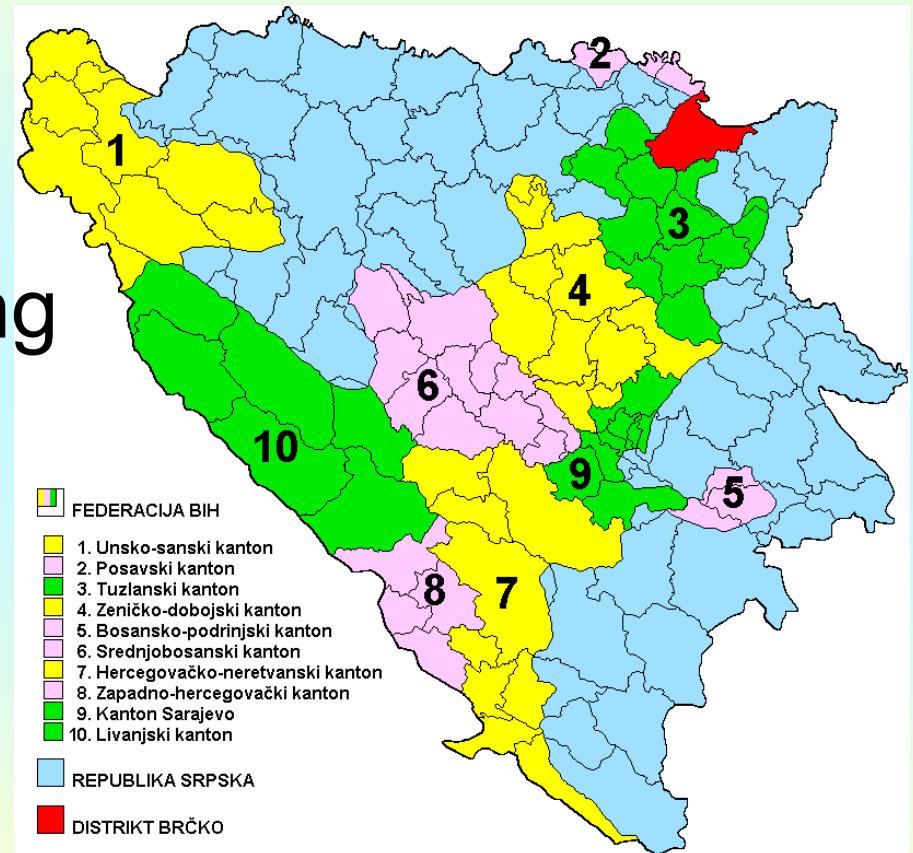 2
1
3
ng
4
6
10
9
5
8
7
FEDERACIJA BIH
1. Unsko-sanski kanton
2. Posavski kanton
3. Tuzlanski kanton
4. Zeničko-dobojski kanton
5. Bosansko-podrinjski kanton
6. Srednjobosanski kanton
7. Hercegovačko-neretvanski kanton
8. Zapadno-hercegovački kanton
9. Kanton Sarajevo
10. Livanjski kanton
REPUBLIKA SRPSKA
DISTRIKT BRČKO